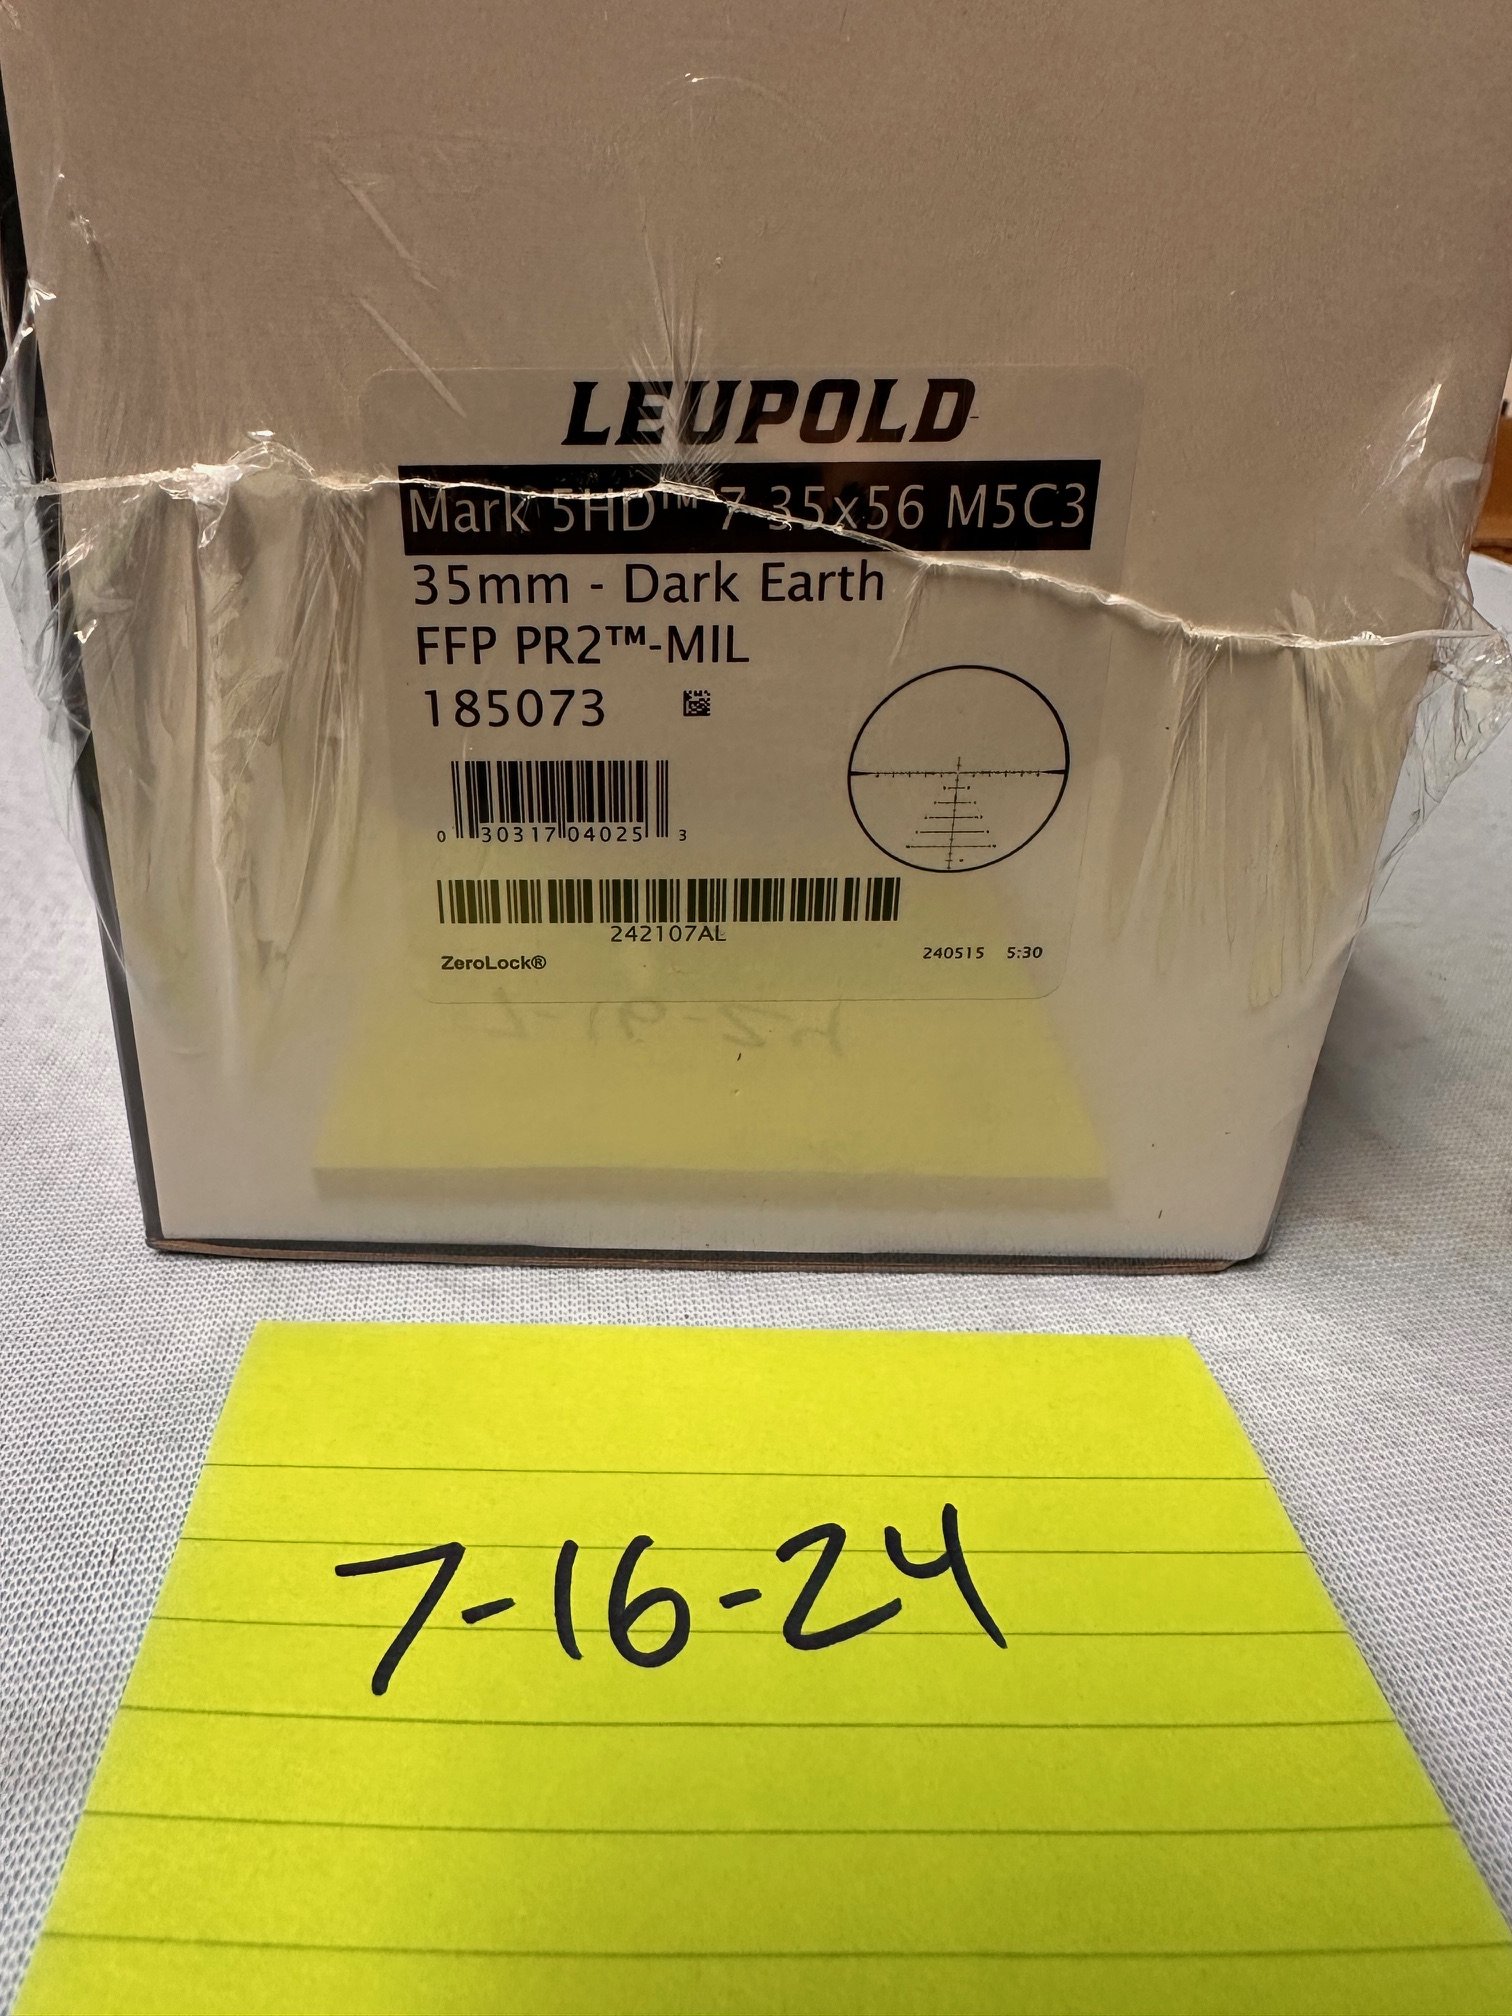 LEUPOLD
Mark 5HD™ 7-35x56 M5C3
35mm - Dark Earth
FFP PR2™-MIL
185073
0 30317 04025 3
242107AL
ZeroLock® 240515 5:30
7-16-24